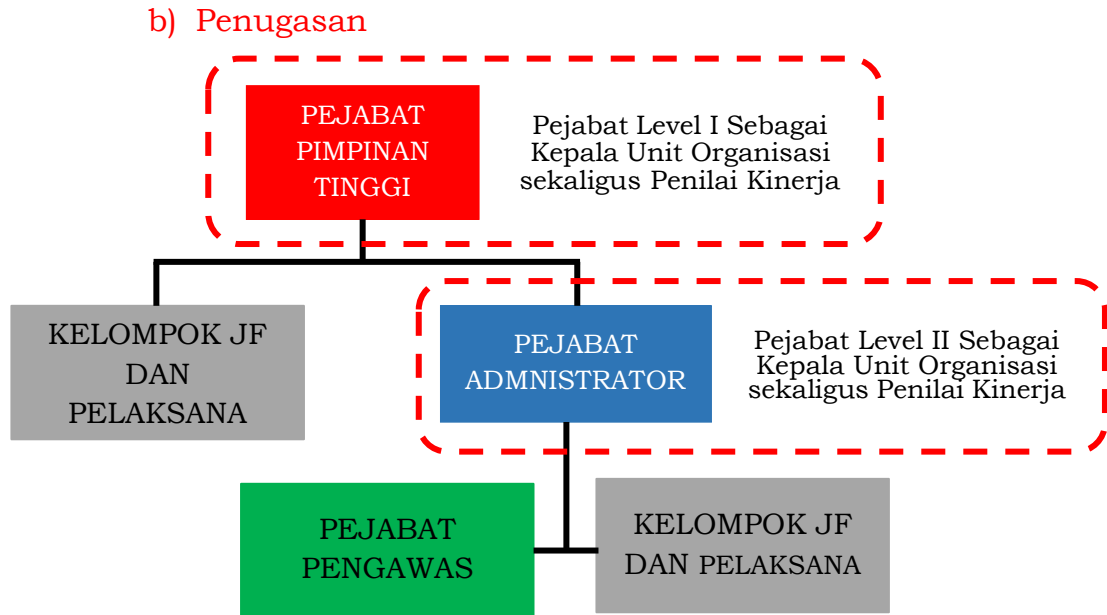 b) Penugasan
PEJABAT
PIMPINAN
TINGGI
Pejabat Level I Sebagai
Kepala Unit Organisasi
sekaligus Penilai Kinerja
KELOMPOK JF
DAN
PELAKSANA
PEJABAT
ADMNISTRATOR
Pejabat Level II Sebagai
Kepala Unit Organisasi
sekaligus Penilai Kinerja
PEJABAT
PENGAWAS
KELOMPOK JF
DAN PELAKSANA